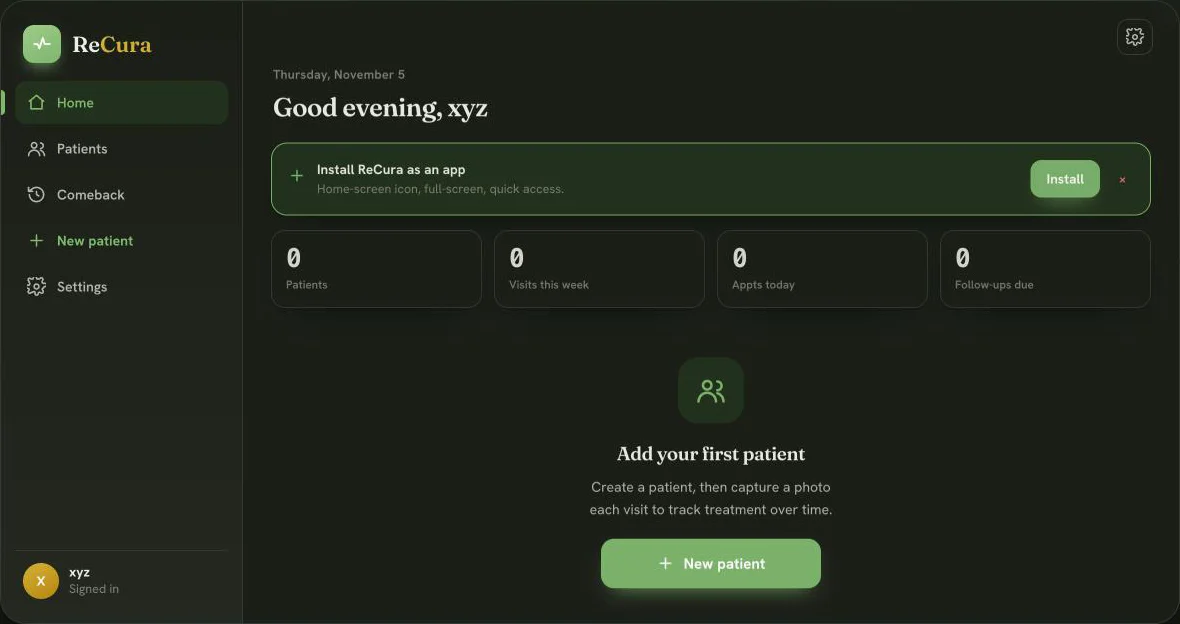 ReCura
Home
Patients
Comeback
New patient
Settings
X
xyz
Signed in
Thursday, November 5
Good evening, xyz
Install ReCura as an app
Home-screen icon, full-screen, quick access.
Install
×
0
Patients
0
Visits this week
0
Appts today
0
Follow-ups due
Add your first patient
Create a patient, then capture a photo
each visit to track treatment over time.
New patient